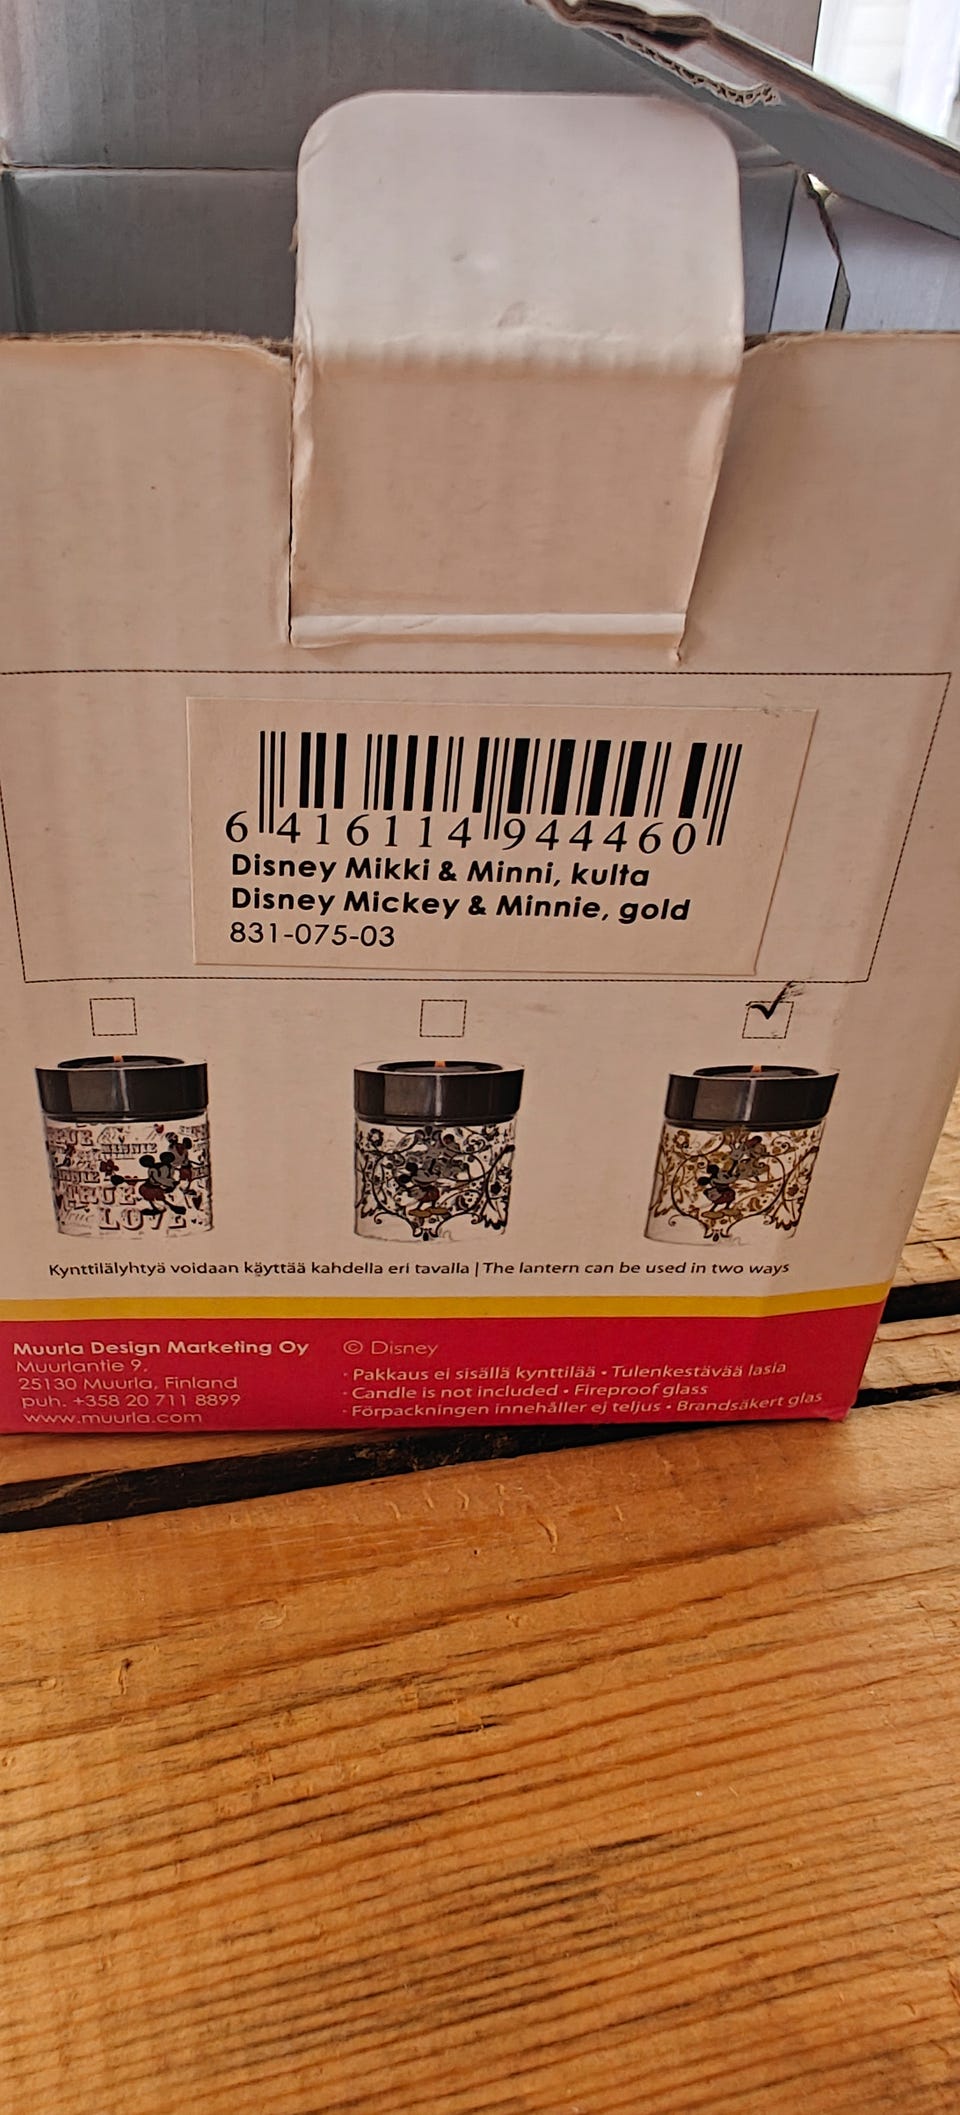 6 416114 944460
Disney Mikki & Minni, kulta
Disney Mickey & Minnie, gold
831-075-03
TRUE LOVE
Kynttilälyhtyä voidaan käyttää kahdella eri tavalla | The lantern can be used in two ways
Muurla Design Marketing Oy
Muurlantie 9,
25130 Muurla, Finland
puh. +358 20 711 8899
www.muurla.com
© Disney
· Pakkaus ei sisällä kynttilää • Tulenkestävää lasia
· Candle is not included • Fireproof glass
· Förpackningen innehåller ej teljus • Brandsäkert glas